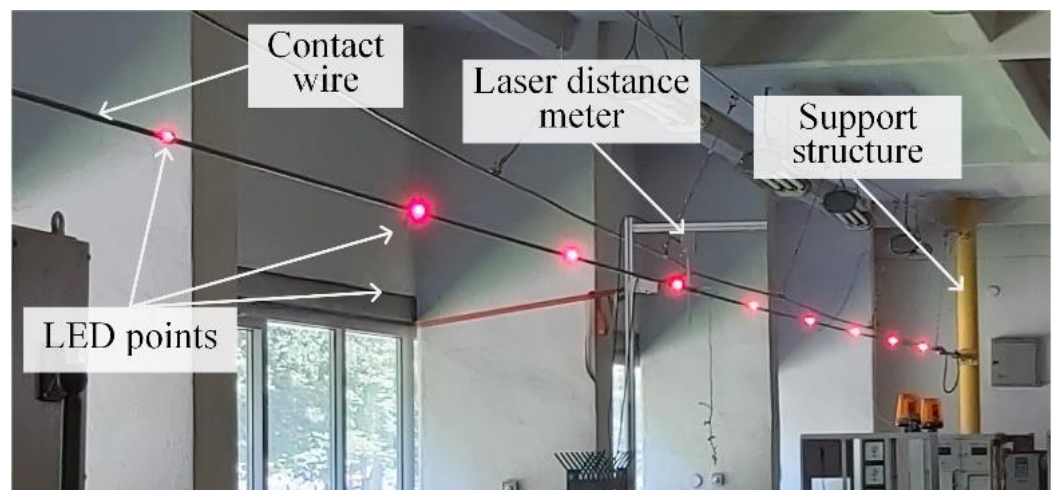 Contact
wire
Laser distance
meter
Support
structure
LED points